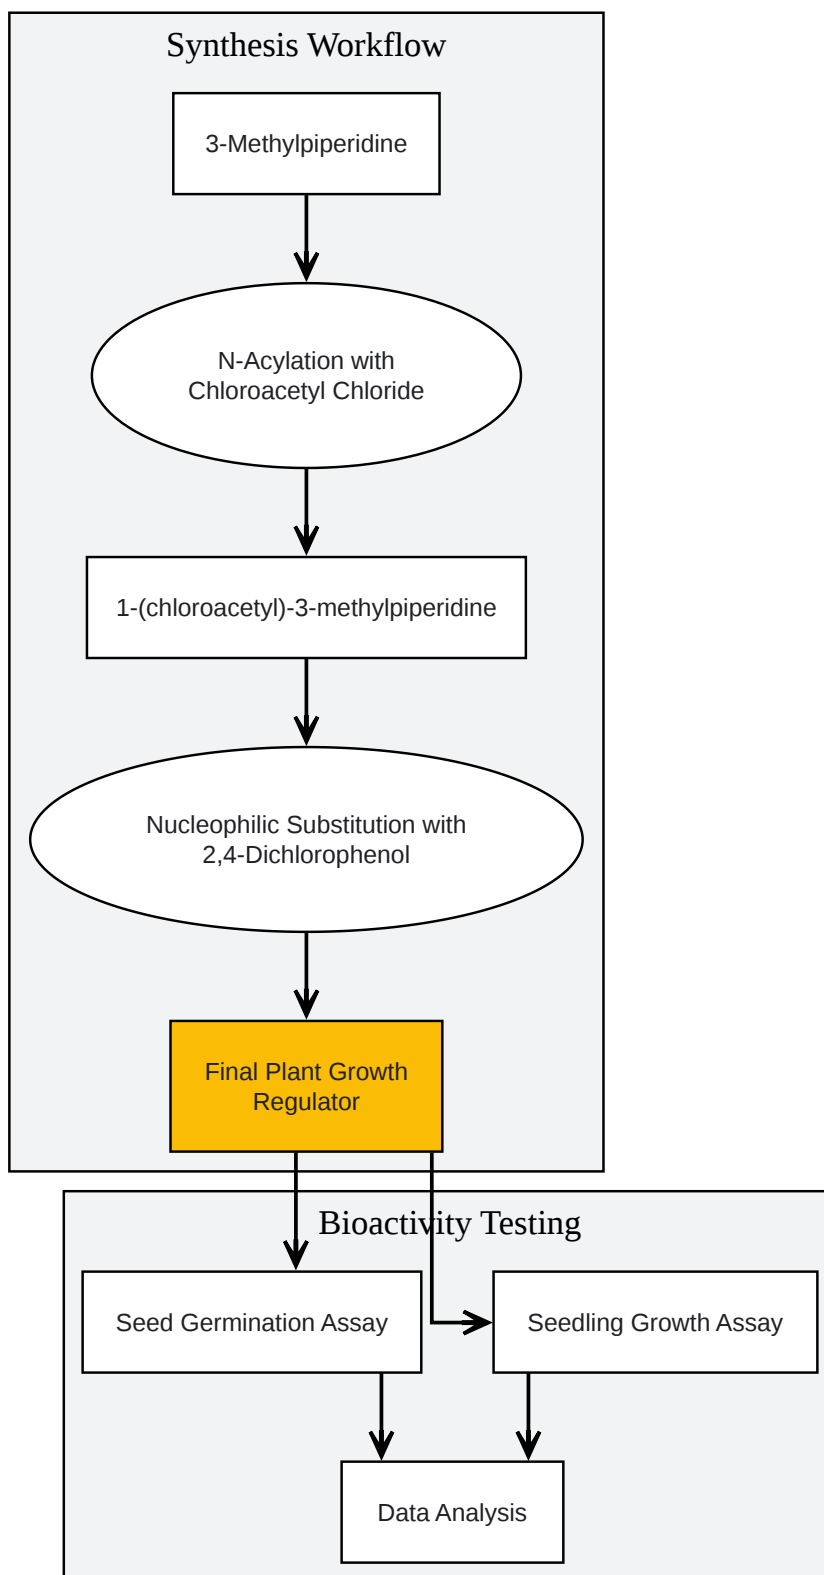 Synthesis Workflow
3-Methylpiperidine
N-Acylation with
Chloroacetyl Chloride
1-(chloroacetyl)-3-methylpiperidine
Nucleophilic Substitution with
2,4-Dichlorophenol
Final Plant Growth
Regulator
Bioactivity Testing
Seed Germination Assay
Seedling Growth Assay
Data Analysis